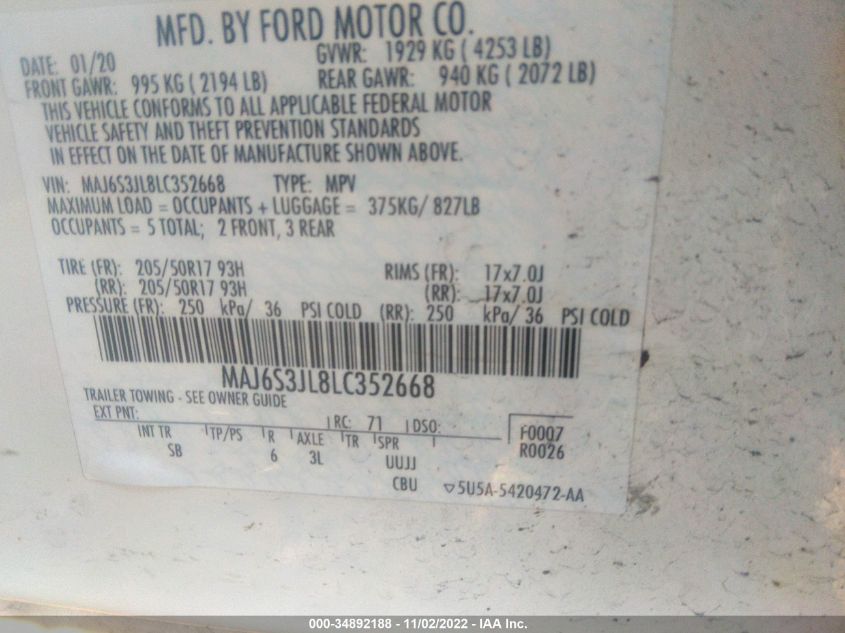 MFD. BY FORD MOTOR CO.
DATE: 01/20 GVWR: 1929 KG ( 4253 LB)
FRONT GAWR: 995 KG ( 2194 LB) REAR GAWR: 940 KG ( 2072 LB)
THIS VEHICLE CONFORMS TO ALL APPLICABLE FEDERAL MOTOR
VEHICLE SAFETY AND THEFT PREVENTION STANDARDS
IN EFFECT ON THE DATE OF MANUFACTURE SHOWN ABOVE.
VIN: MAJ6S3JL8LC352668 TYPE: MPV
MAXIMUM LOAD = OCCUPANTS + LUGGAGE = 375KG/ 827LB
OCCUPANTS = 5 TOTAL; 2 FRONT, 3 REAR
TIRE (FR): 205/50R17 93H RIMS (FR): 17x7.0J
(RR): 205/50R17 93H (RR): 17x7.0J
PRESSURE (FR): 250 kPa/ 36 PSI COLD (RR): 250 kPa/ 36 PSI COLD
MAJ6S3JL8LC352668
TRAILER TOWING - SEE OWNER GUIDE
EXT PNT: RC: 71 DSO: F0007
INT TR TP/PS R AXLE TR SPR R0026
SB 6 3L UUJJ
CBU ▽5U5A-5420472-AA
000-34892188 - 11/02/2022 - IAA Inc.